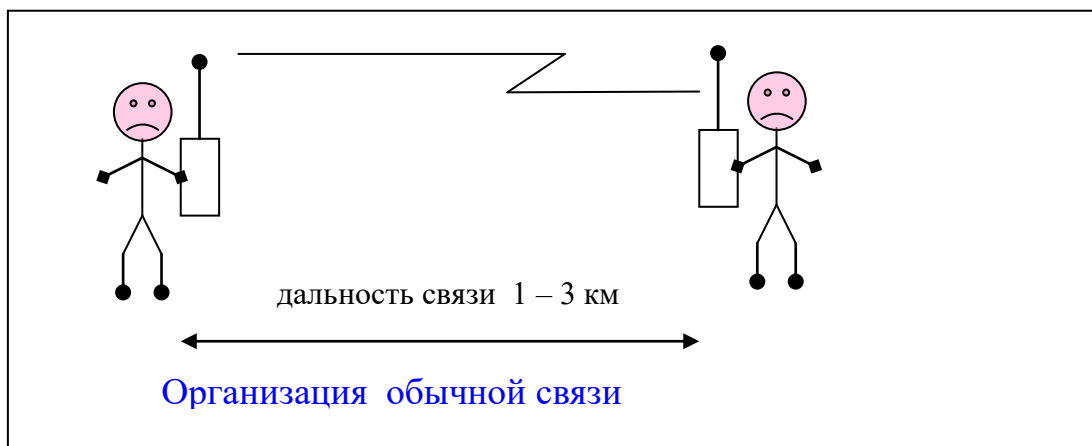 дальность связи 1 – 3 км
Организация обычной связи